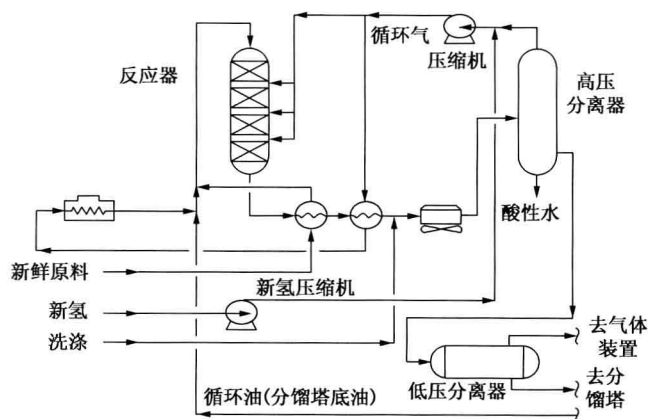 循环气
压缩机
反应器
高压
分离器
酸性水
新鲜原料
新氢压缩机
新氢
洗涤
去气体
装置
低压分离器
去分
馏塔
循环油(分馏塔底油)